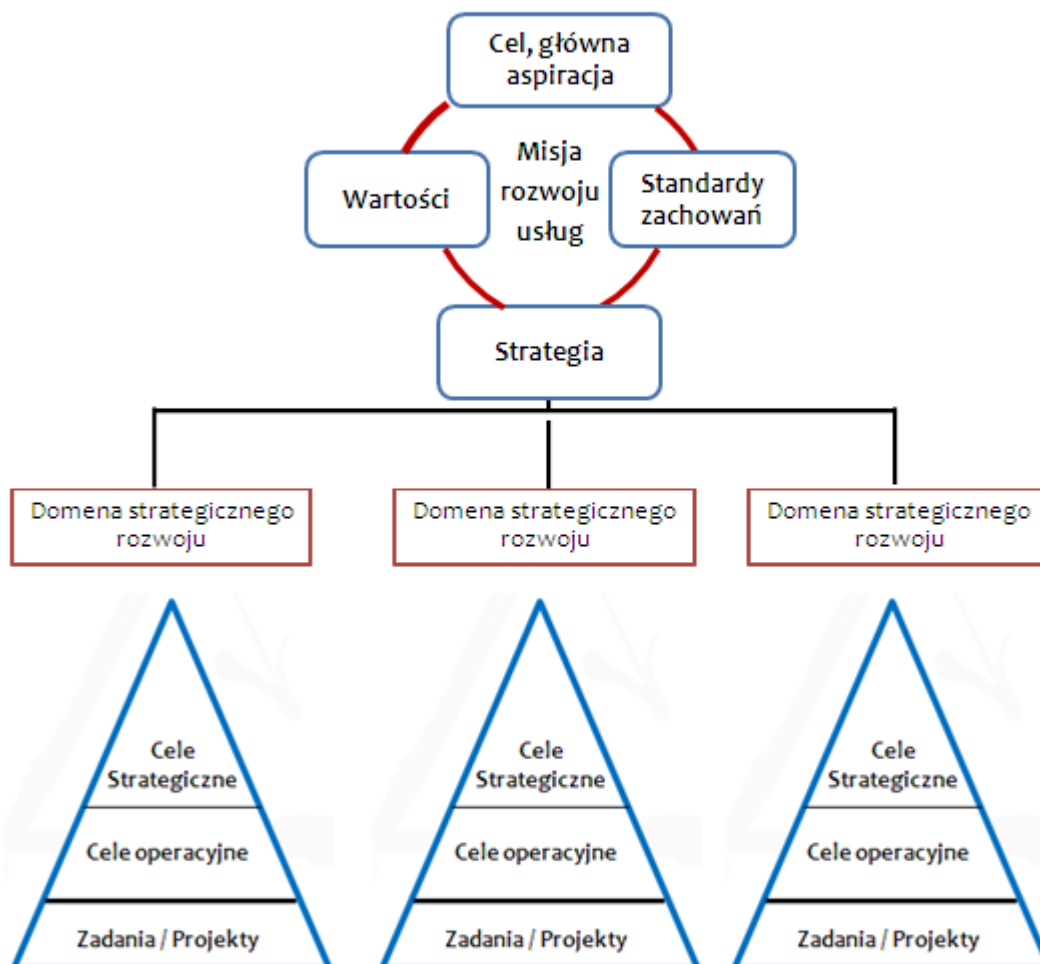 Cel, główna
aspiracja
Misja
rozwoju
usług
Wartości
Standardy
zachowań
Strategia
Domena strategicznego
rozwoju
Domena strategicznego
rozwoju
Domena strategicznego
rozwoju
Cele
Strategiczne
Cele operacyjne
Zadania / Projekty
Cele
Strategiczne
Cele operacyjne
Zadania / Projekty
Cele
Strategiczne
Cele operacyjne
Zadania / Projekty